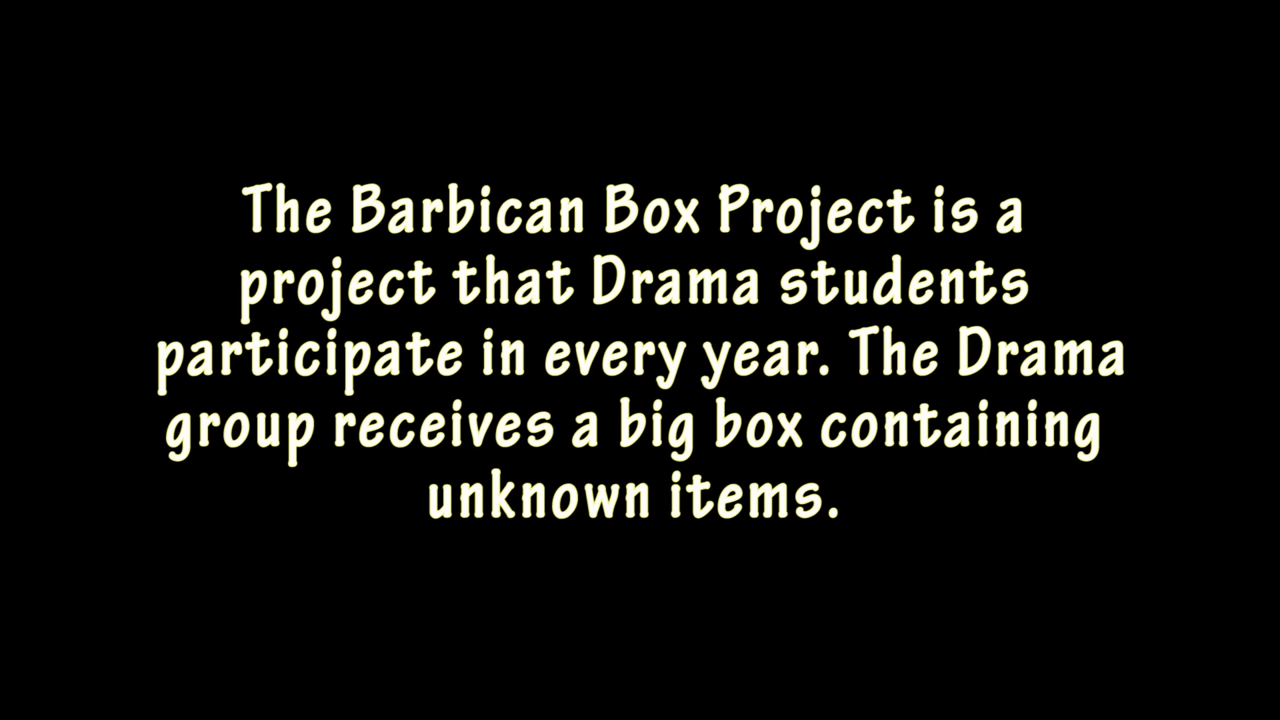 The Barbican Box Project is a
project that Drama students
participate in every year. The Drama
group receives a big box containing
unknown items.